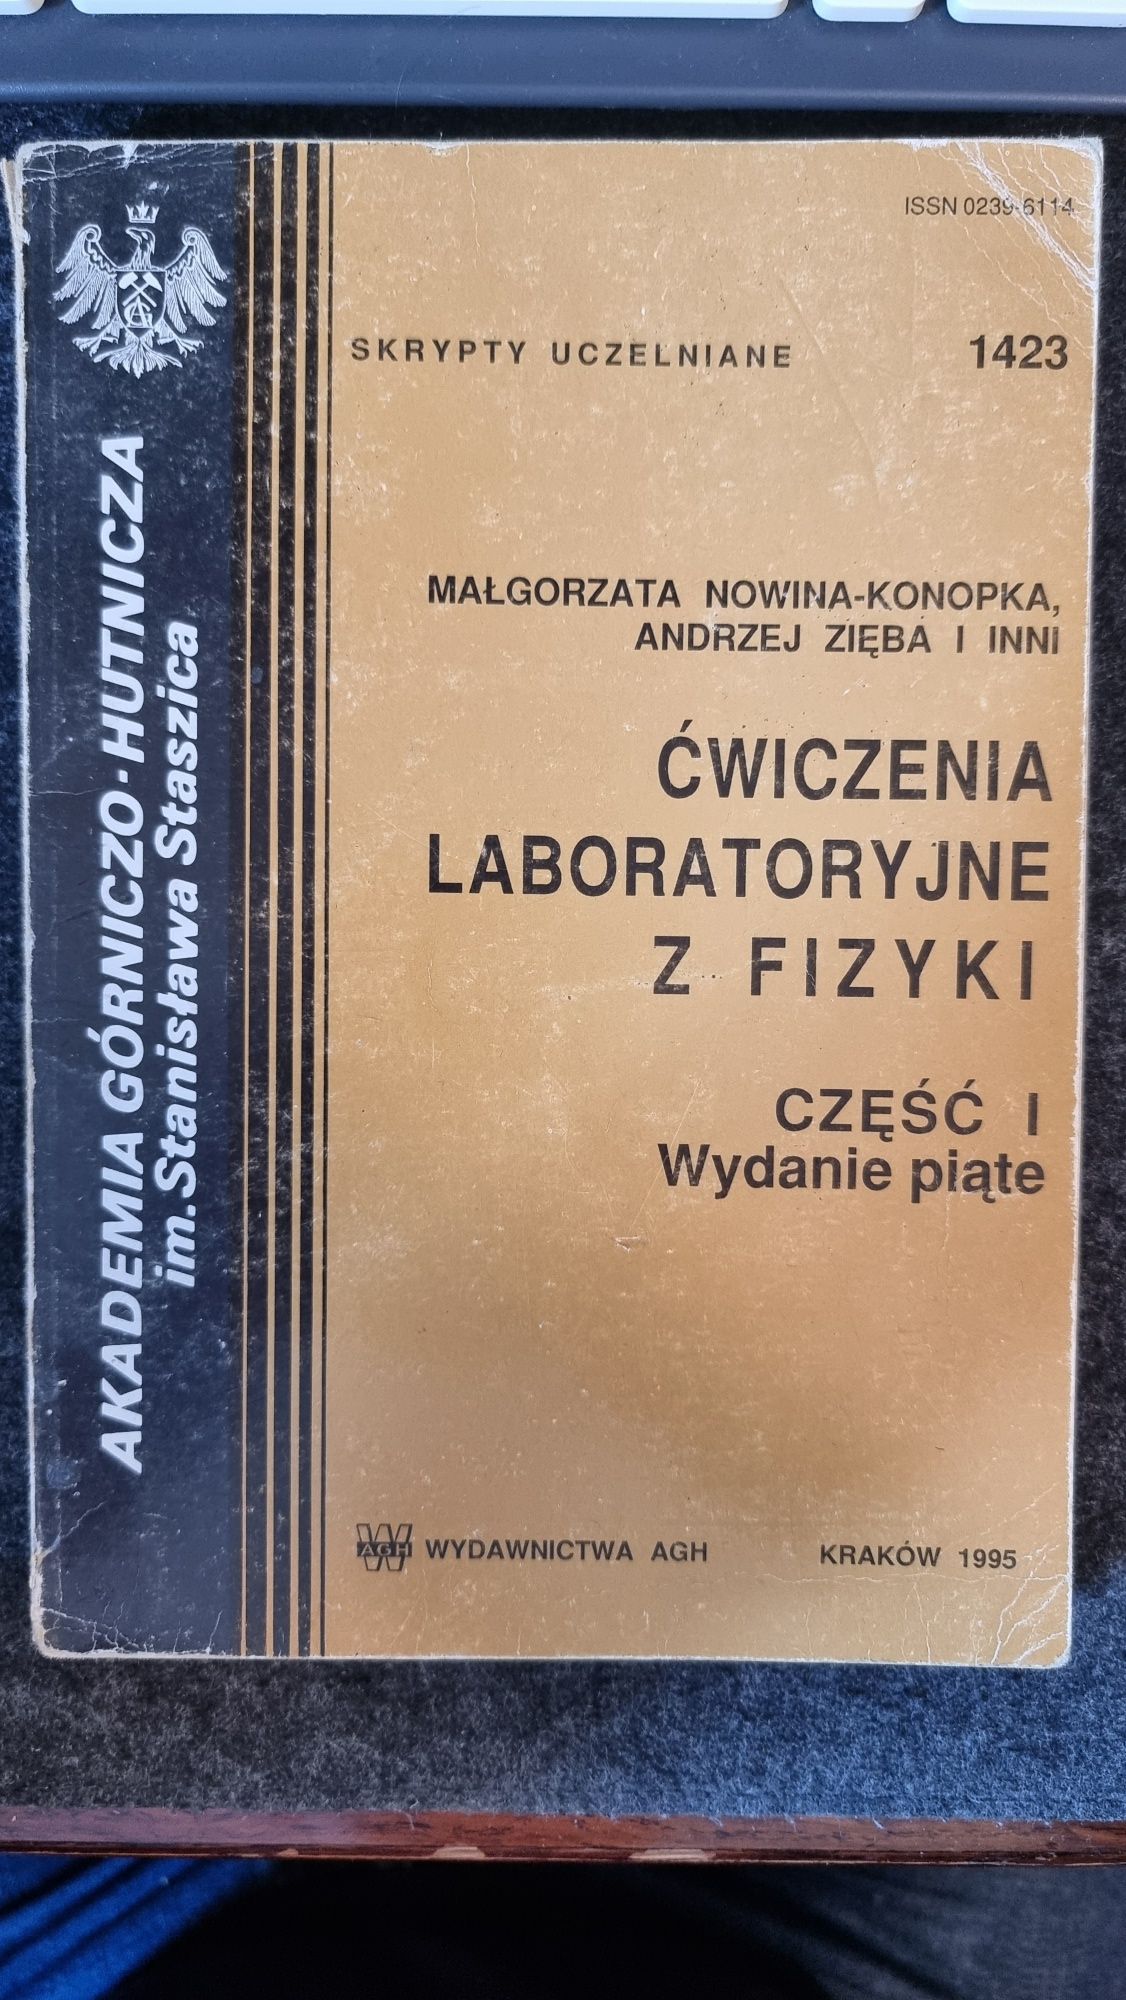 AKADEMIA GÓRNICZO-HUTNICZA
im.Stanisława Staszica
ISSN 0239-6114
SKRYPTY UCZELNIANE 1423
MAŁGORZATA NOWINA-KONOPKA,
ANDRZEJ ZIĘBA I INNI
ĆWICZENIA
LABORATORYJNE
Z FIZYKI
CZĘŚĆ I
Wydanie piąte
AGH WYDAWNICTWA AGH KRAKÓW 1995